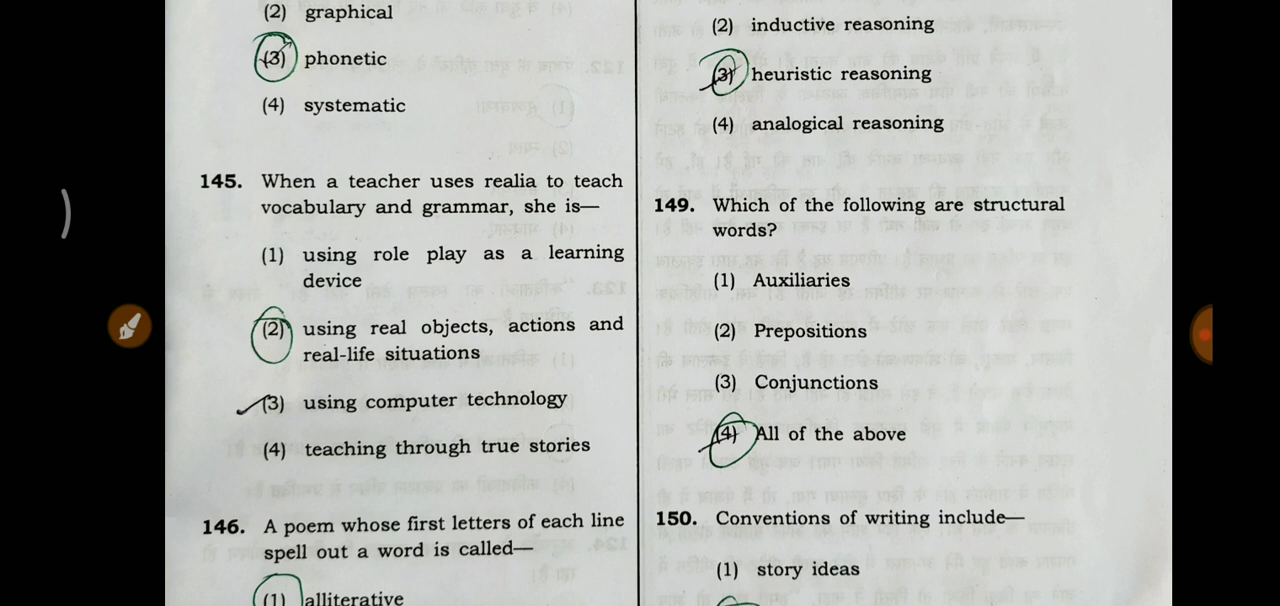 (2) graphical
(3) phonetic
(4) systematic
145. When a teacher uses realia to teach
vocabulary and grammar, she is—
(1) using role play as a learning
device
(2) using real objects, actions and
real-life situations
(3) using computer technology
(4) teaching through true stories
146. A poem whose first letters of each line
spell out a word is called—
(1) alliterative
(2) inductive reasoning
(3) heuristic reasoning
(4) analogical reasoning
149. Which of the following are structural
words?
(1) Auxiliaries
(2) Prepositions
(3) Conjunctions
(4) All of the above
150. Conventions of writing include—
(1) story ideas